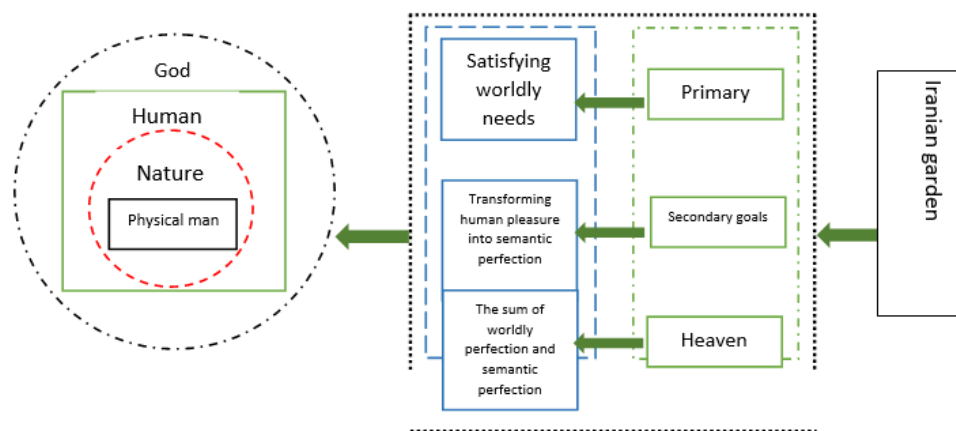 God
Human
Nature
Physical man
Satisfying
worldly
needs
Transforming
human pleasure
into semantic
perfection
The sum of
worldly
perfection and
semantic
perfection
Primary
Secondary goals
Heaven
Iranian
garden